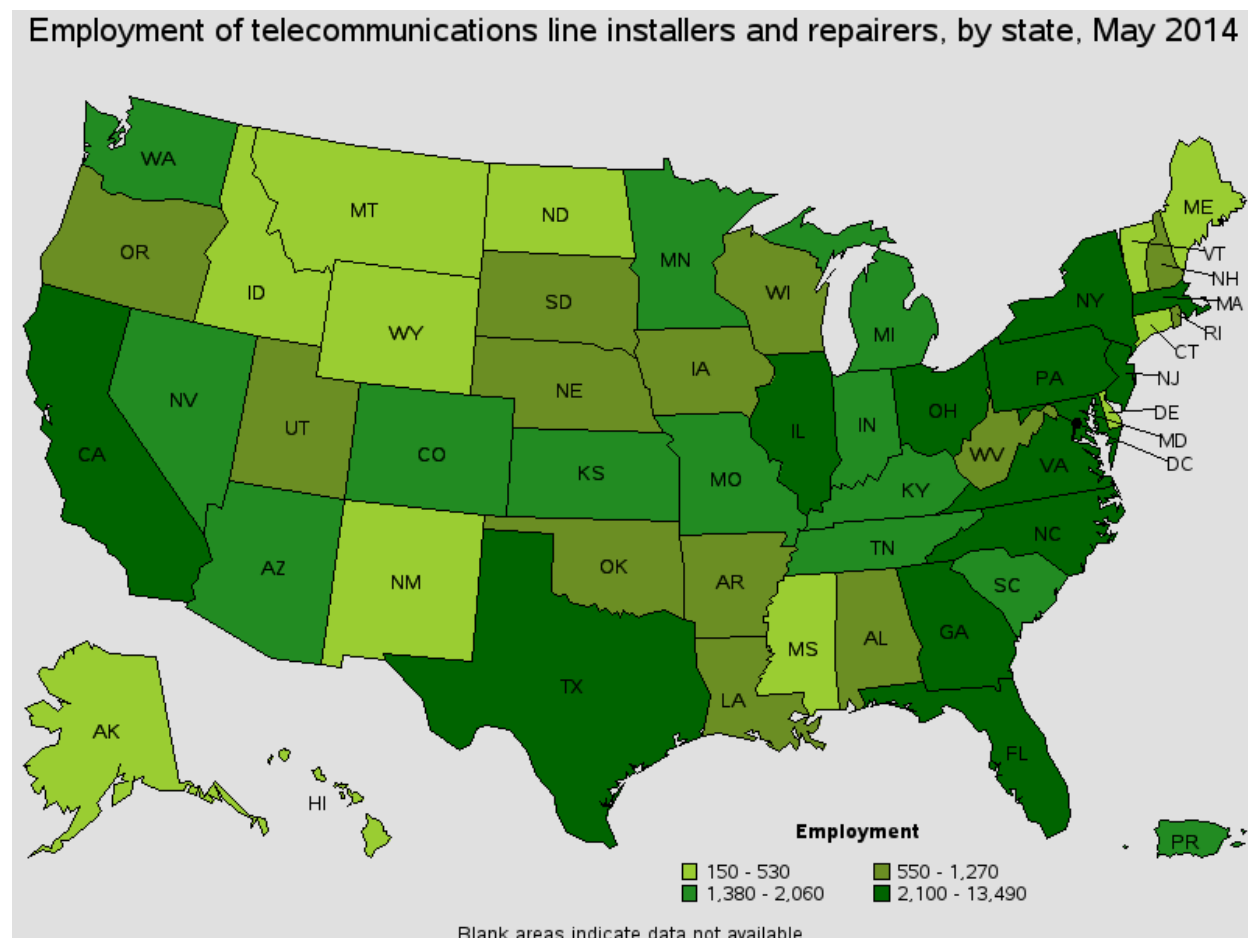 Employment of telecommunications line installers and repairers, by state, May 2014
WA
MT
ND
MN
ME
VT
NH
MA
RI
CT
OR
ID
SD
WI
NY
WY
MI
IA
NE
PA
NJ
DE
MD
DC
NV
UT
CO
CA
IL
IN
OH
WV
VA
KS
MO
KY
NC
TN
AZ
NM
OK
AR
SC
MS
AL
GA
TX
LA
FL
AK
HI
PR
Employment
150 - 530
550 - 1,270
1,380 - 2,060
2,100 - 13,490
Blank areas indicate data not available